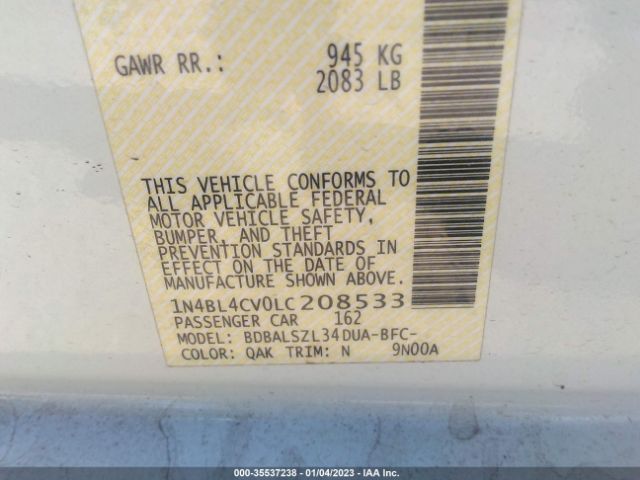 GAWR RR.: 945 KG
2083 LB
THIS VEHICLE CONFORMS TO
ALL APPLICABLE FEDERAL
MOTOR VEHICLE SAFETY,
BUMPER, AND THEFT
PREVENTION STANDARDS IN
EFFECT ON THE DATE OF
MANUFACTURE SHOWN ABOVE.
1N4BL4CV0LC208533
PASSENGER CAR 162
MODEL: BDBALSZL34DUA-BFC-
COLOR: QAK TRIM: N 9N00A
000-35537238 - 01/04/2023 - IAA Inc.